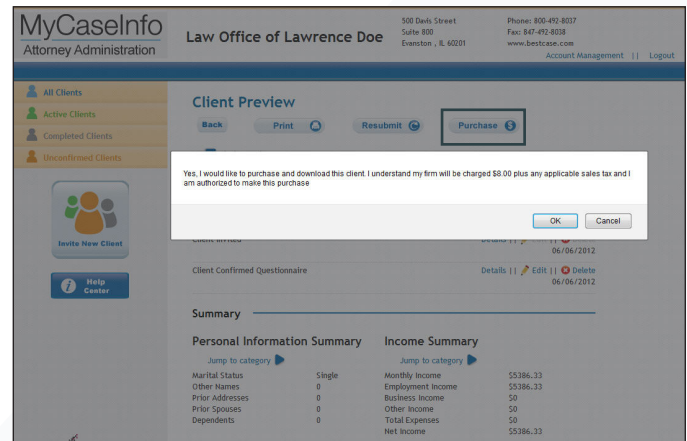 MyCaseInfo
Attorney Administration
Law Office of Lawrence Doe
500 Davis Street
Suite 800
Evanston , IL 60201
Phone: 800-492-8037
Fax: 847-492-8038
www.bestcase.com
Account Management || Logout
All Clients
Active Clients
Completed Clients
Unconfirmed Clients
Invite New Client
Help
Center
Client Preview
Back
Print
Resubmit
Purchase
Yes, I would like to purchase and download this client. I understand my firm will be charged $8.00 plus any applicable sales tax and I
am authorized to make this purchase
OK
Cancel
Client Invited
Details || Edit || Delete
06/06/2012
Client Confirmed Questionnaire
Details || Edit || Delete
06/06/2012
Summary
Personal Information Summary
Jump to category
Marital Status Single
Other Names 0
Prior Addresses 0
Prior Spouses 0
Dependents 0
Income Summary
Jump to category
Monthly Income $5386.33
Employment Income $5386.33
Business Income $0
Other Income $0
Total Expenses $0
Net Income $5386.33